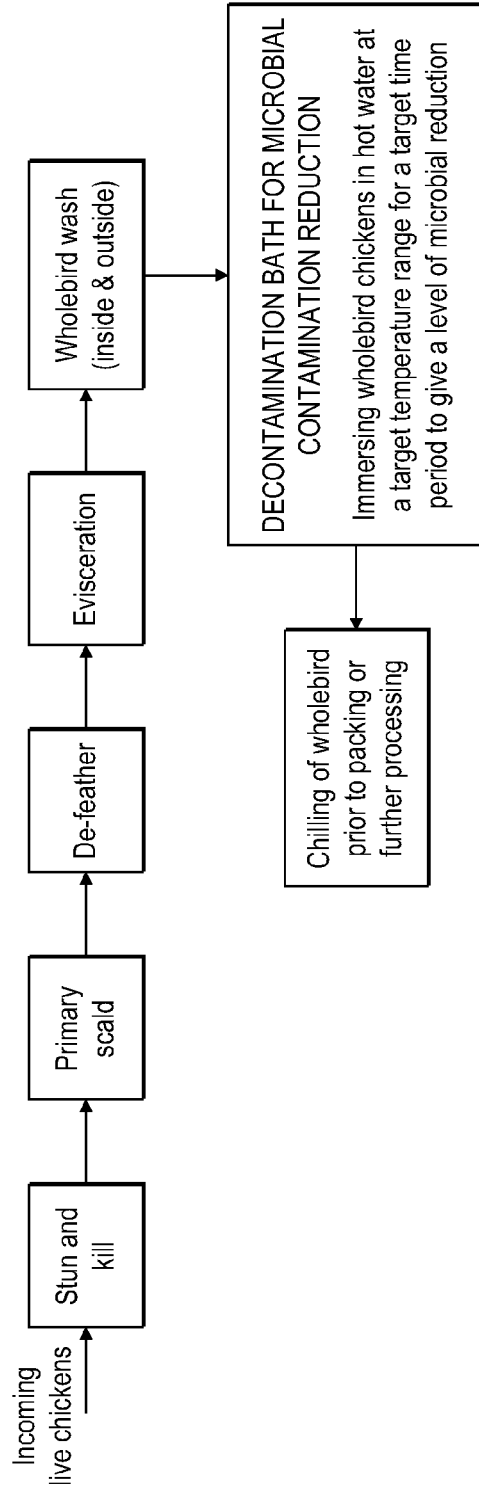 Incoming
live chickens
Stun and
kill
Primary
scald
De-feather
Evisceration
Wholebird wash
(inside & outside)
DECONTAMINATION BATH FOR MICROBIAL
CONTAMINATION REDUCTION
Immersing wholebird chickens in hot water at
a target temperature range for a target time
period to give a level of microbial reduction
Chilling of wholebird
prior to packing or
further processing